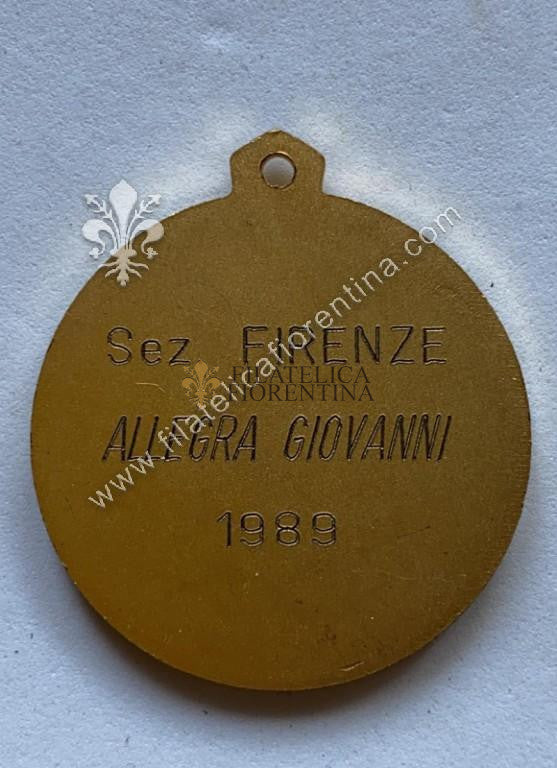 Sez FIRENZE
FILATELICA
FIORENTINA
ALLEGRA GIOVANNI
1989
www.filatelicafiorentina.com